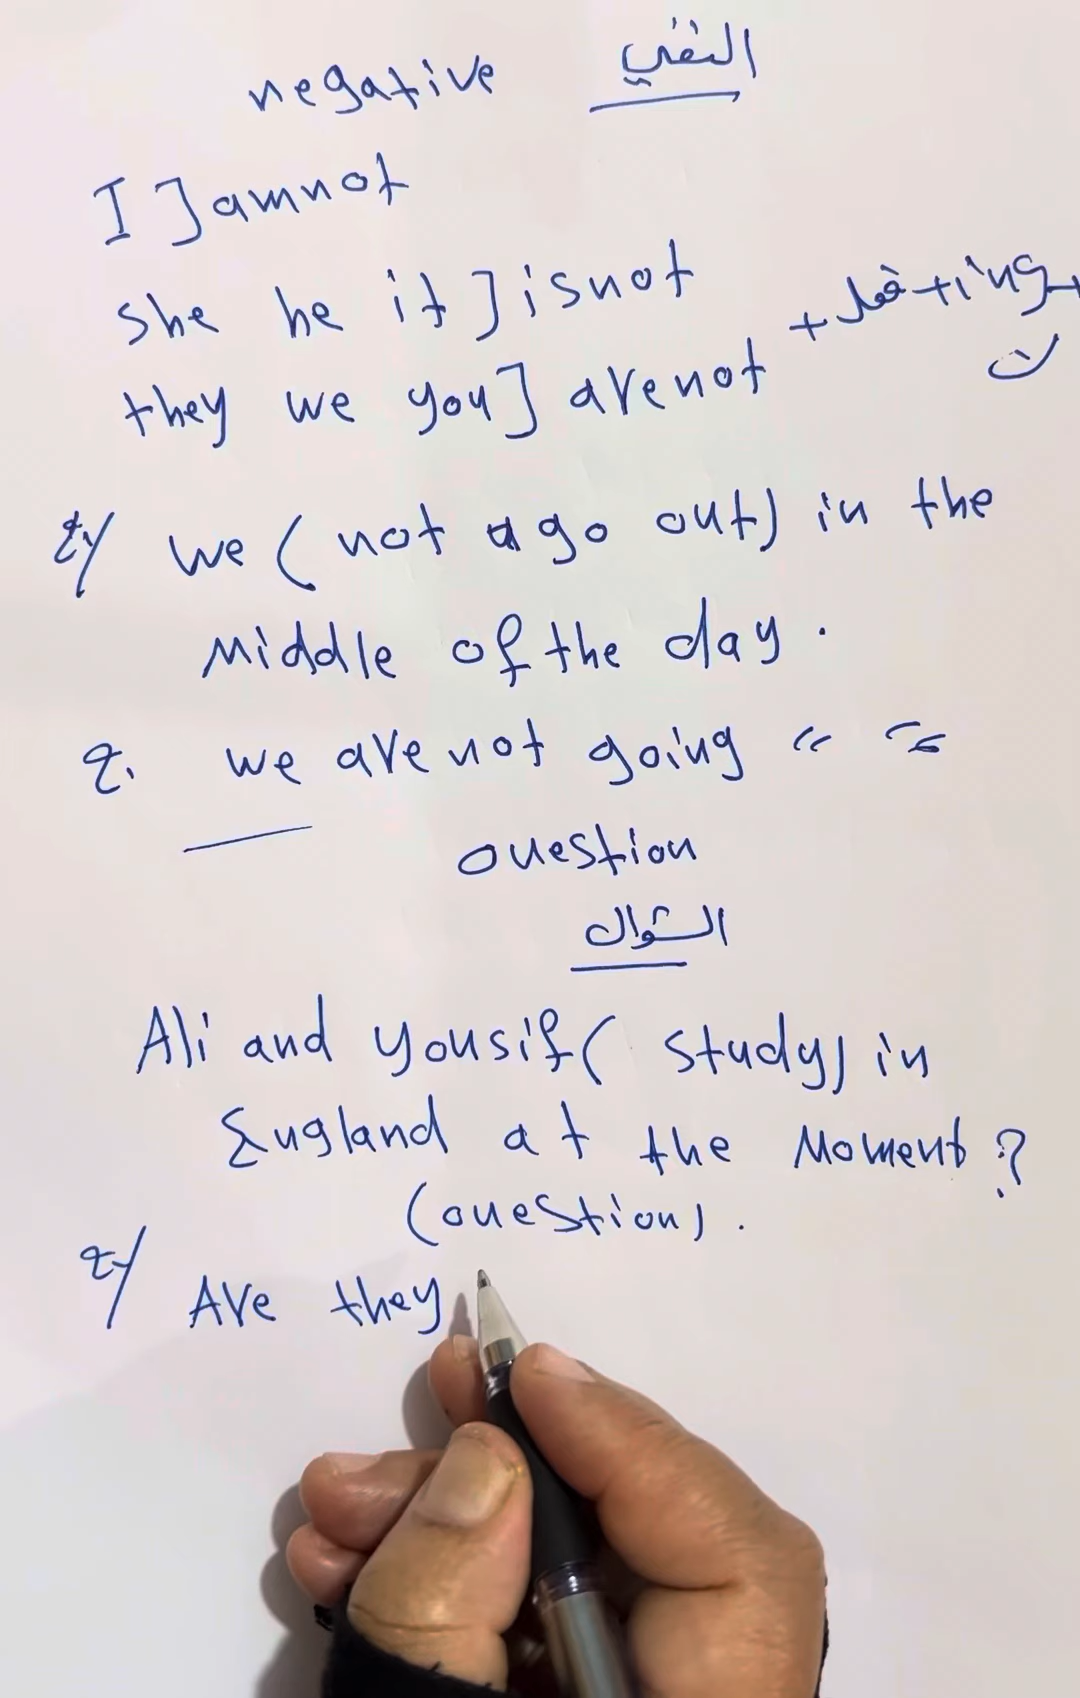 negative النفي
I ] am not
she he it ] is not
they we you ] are not + فعل + ing +
we (not go out) in the
Middle of the day.
we are not going " "
ouestion
السؤال
Ali and yousif (study) in
England at the Moment?
(ouestion).
Are they